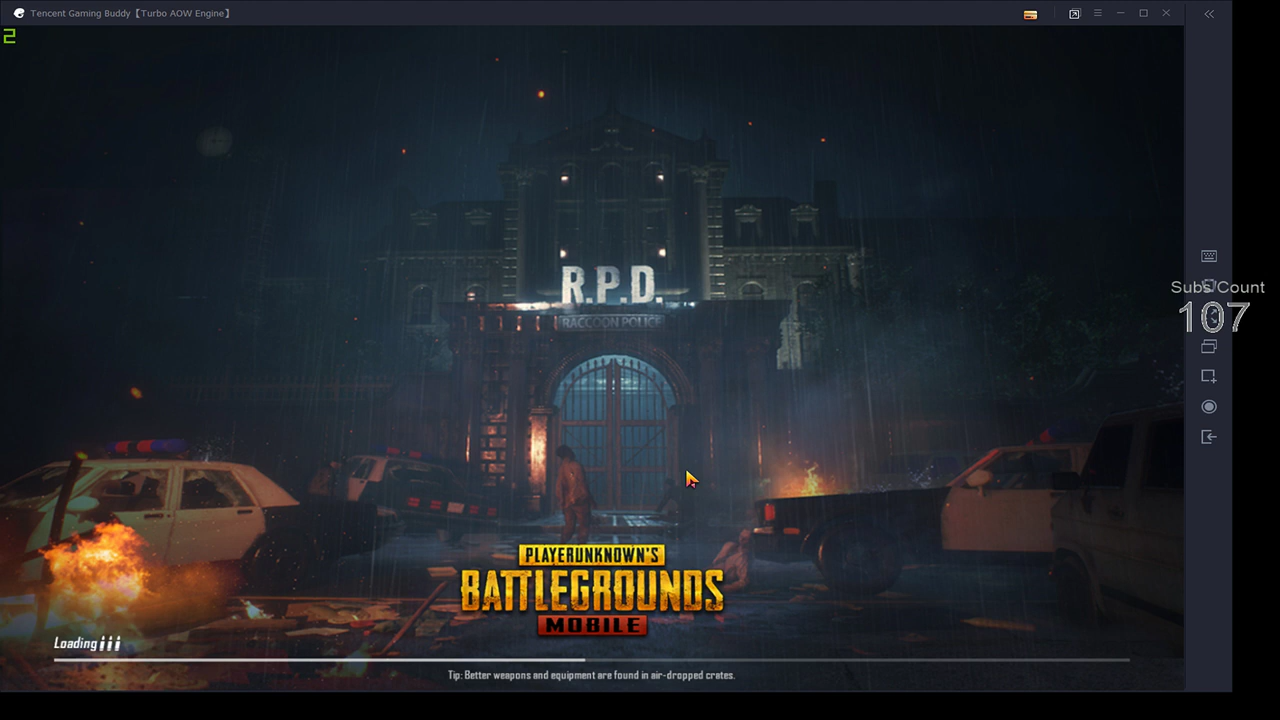 Tencent Gaming Buddy【Turbo AOW Engine】
2
R.P.D.
RACCOON POLICE
Subs Count
107
PLAYERUNKNOWN'S
BATTLEGROUNDS
MOBILE
Loading
Tip: Better weapons and equipment are found in air-dropped crates.